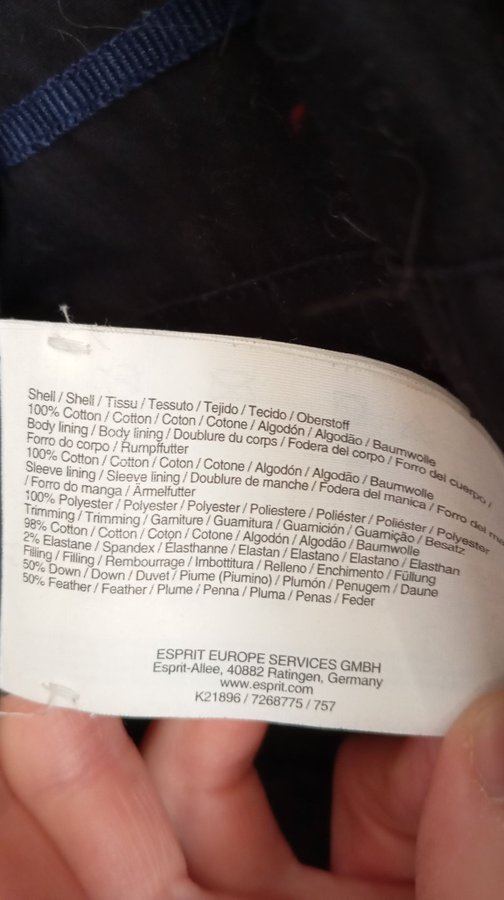 Shell / Shell / Tissu / Tessuto / Tejido / Tecido / Oberstoff
100% Cotton / Cotton / Coton / Cotone / Algodón / Algodão / Baumwolle
Body lining / Body lining / Doublure du corps / Fodera del corpo / Forro del cuerpo /
Forro do corpo / Rumpffutter
100% Cotton / Cotton / Coton / Cotone / Algodón / Algodão / Baumwolle
Sleeve lining / Sleeve lining / Doublure de manche / Fodera del manica / Forro del
/ Forro do manga / Ärmelfutter
100% Polyester / Polyester / Polyester / Poliestere / Poliéster / Poliéster / Polyester
Trimming / Trimming / Garniture / Guarnitura / Guarnición / Guarnição / Besatz
98% Cotton / Cotton / Coton / Cotone / Algodón / Algodão / Baumwolle
2% Elastane / Spandex / Élasthanne / Elastan / Elastano / Elastano / Elasthan
Filling / Filling / Rembourrage / Imbottitura / Relleno / Enchimento / Füllung
50% Down / Down / Duvet / Piume (Piumino) / Plumón / Penugem / Daune
50% Feather / Feather / Plume / Penna / Pluma / Penas / Feder
ESPRIT EUROPE SERVICES GMBH
Esprit-Allee, 40882 Ratingen, Germany
www.esprit.com
K21896 / 7268775 / 757